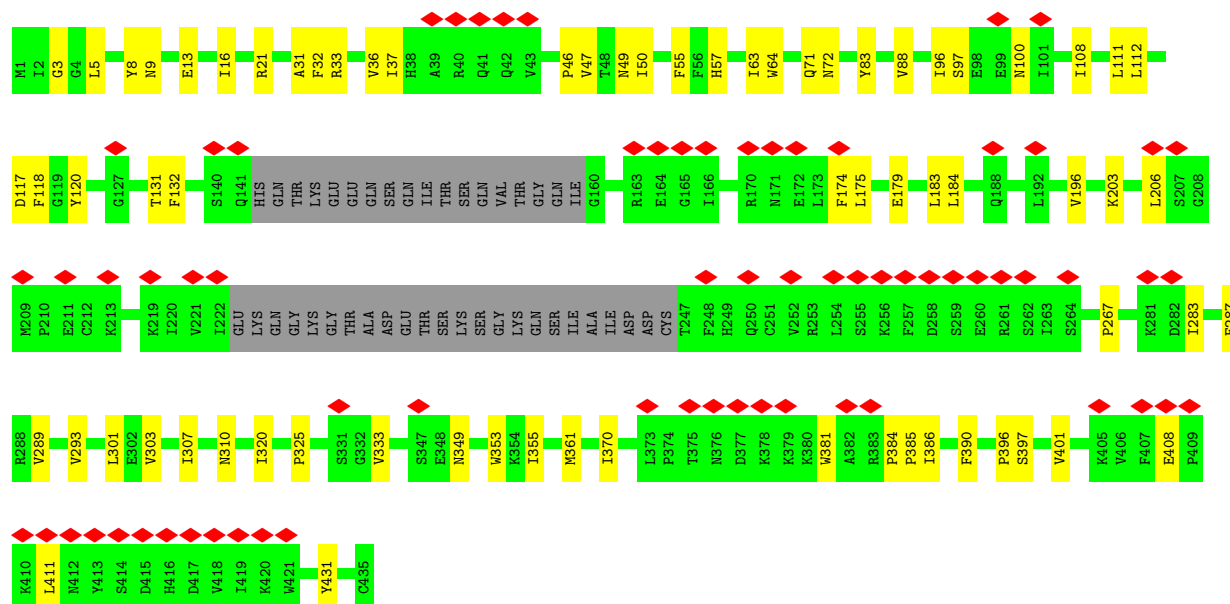 M1 I2 G3 G4 L5 Y8 N9 E13 I16 R21 A31 F32 R33 V36 I37 H38 A39 R40 Q41 Q42 V43 P46 V47 T48 N49 I50 F55 F56 H57 I63 W64 Q71 N72 Y83 V88 I96 S97 E98 E99 N100 I101 I108 L111 L112
D117 F118 G119 Y120 G127 T131 F132 S140 Q141 HIS GLN THR LYS GLU GLU GLN SER GLN ILE THR SER GLN VAL THR GLY GLN ILE G160 R163 E164 G165 I166 R170 N171 E172 L173 F174 L175 E179 L183 L184 Q188 L192 V196 K203 L206 S207 G208
M209 P210 E211 C212 K213 K219 I220 V221 I222 GLU LYS GLN GLY LYS GLY THR ALA ASP GLU THR SER LYS SER GLY LYS GLN SER ILE ALA ILE ASP ASP CYS T247 F248 H249 Q250 C251 V252 R253 L254 S255 K256 F257 D258 S259 E260 R261 S262 I263 S264 P267 K281 D282 I283
R288 V289 V293 L301 E302 V303 I307 N310 I320 P325 S331 G332 V333 S347 E348 N349 W353 K354 I355 M361 I370 L373 P374 T375 N376 D377 K378 K379 K380 W381 A382 R383 P384 P385 I386 F390 P396 S397 V401 K405 V406 F407 E408 P409
K410 L411 N412 Y413 S414 D415 H416 D417 V418 I419 K420 W421 Y431 C435